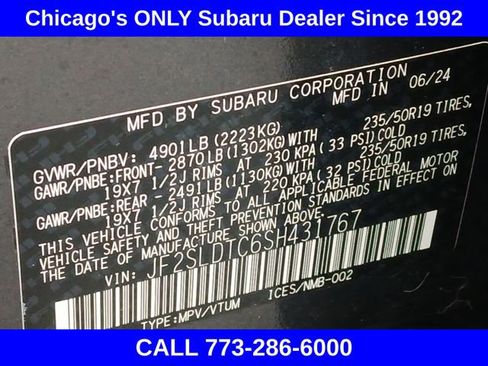 Chicago's ONLY Subaru Dealer Since 1992
MFD BY SUBARU CORPORATION
MFD IN 06/24
GVWR/PNBV: 4901LB(2223KG)
GAWR/PNBE:FRONT-2870LB(1302KG)WITH 235/50R19 TIRES,
19X7 1/2J RIMS AT 230 KPA (33 PSI)COLD
GAWR/PNBE:REAR -2491LB(1130KG)WITH 235/50R19 TIRES,
19X7 1/2J RIMS AT 220 KPA (32 PSI)COLD
THIS VEHICLE CONFORMS TO ALL APPLICABLE FEDERAL MOTOR
VEHICLE SAFETY AND THEFT PREVENTION STANDARDS IN EFFECT ON
THE DATE OF MANUFACTURE SHOWN ABOVE.
VIN: JF2SLDTC6SH431767
TYPE:MPV/VTUM ICES/NMB-002
CALL 773-286-6000